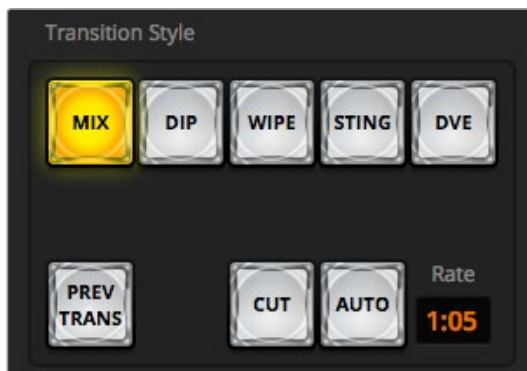 Transition Style
MIX DIP WIPE STING DVE
PREV
TRANS
CUT AUTO
Rate
1:05